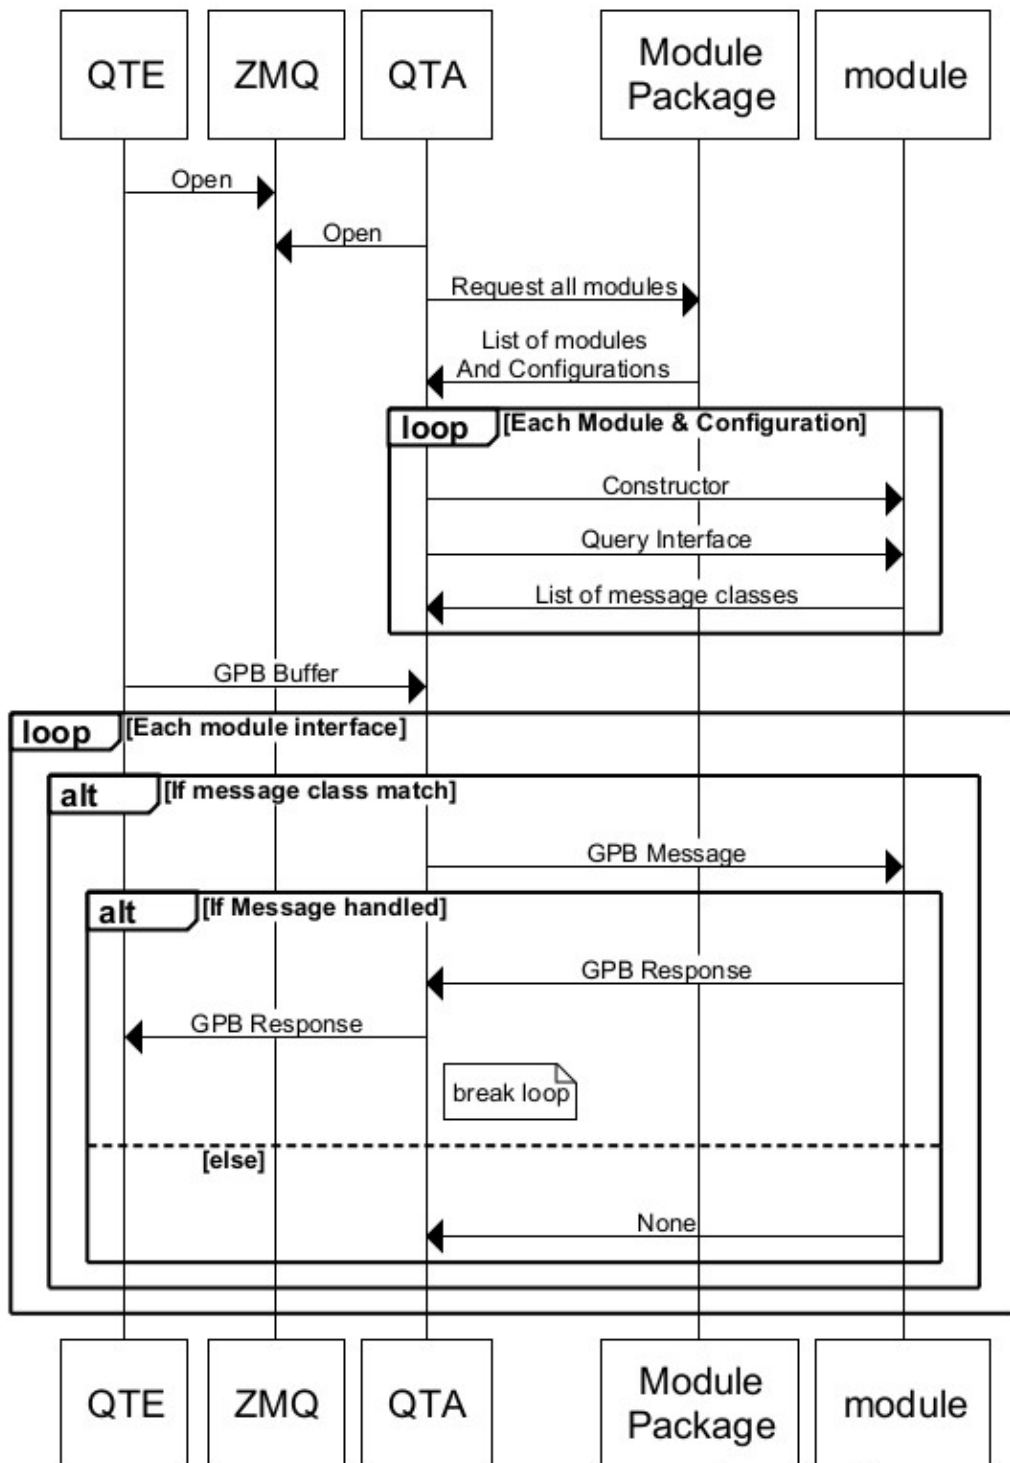 QTE
ZMQ
QTA
Module
Package
module
Open
Open
Request all modules
List of modules
And Configurations
loop
[Each Module & Configuration]
Constructor
Query Interface
List of message classes
GPB Buffer
loop
[Each module interface]
alt
[If message class match]
GPB Message
alt
[If Message handled]
GPB Response
GPB Response
break loop
[else]
None
QTE
ZMQ
QTA
Module
Package
module